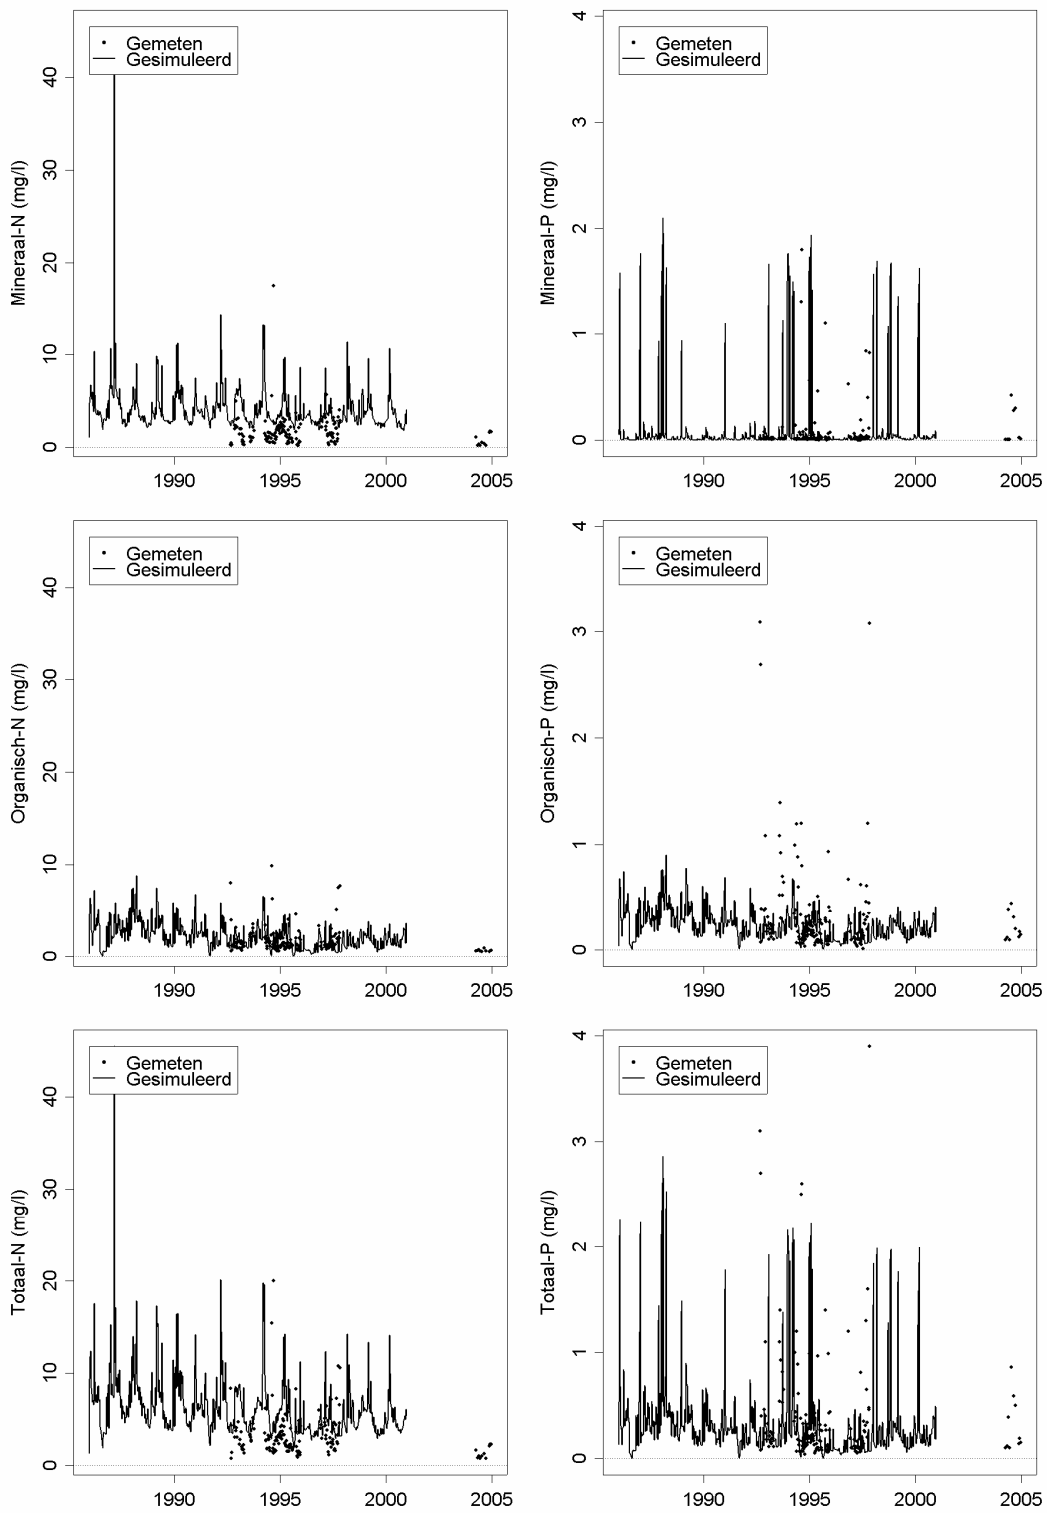 Gemeten
Gesimuleerd
Mineraal-N (mg/l)
0 10 20 30 40
1990 1995 2000 2005
Gemeten
Gesimuleerd
Mineraal-P (mg/l)
0 1 2 3 4
1990 1995 2000 2005
Gemeten
Gesimuleerd
Organisch-N (mg/l)
0 10 20 30 40
1990 1995 2000 2005
Gemeten
Gesimuleerd
Organisch-P (mg/l)
0 1 2 3 4
1990 1995 2000 2005
Gemeten
Gesimuleerd
Totaal-N (mg/l)
0 10 20 30 40
1990 1995 2000 2005
Gemeten
Gesimuleerd
Totaal-P (mg/l)
0 1 2 3 4
1990 1995 2000 2005